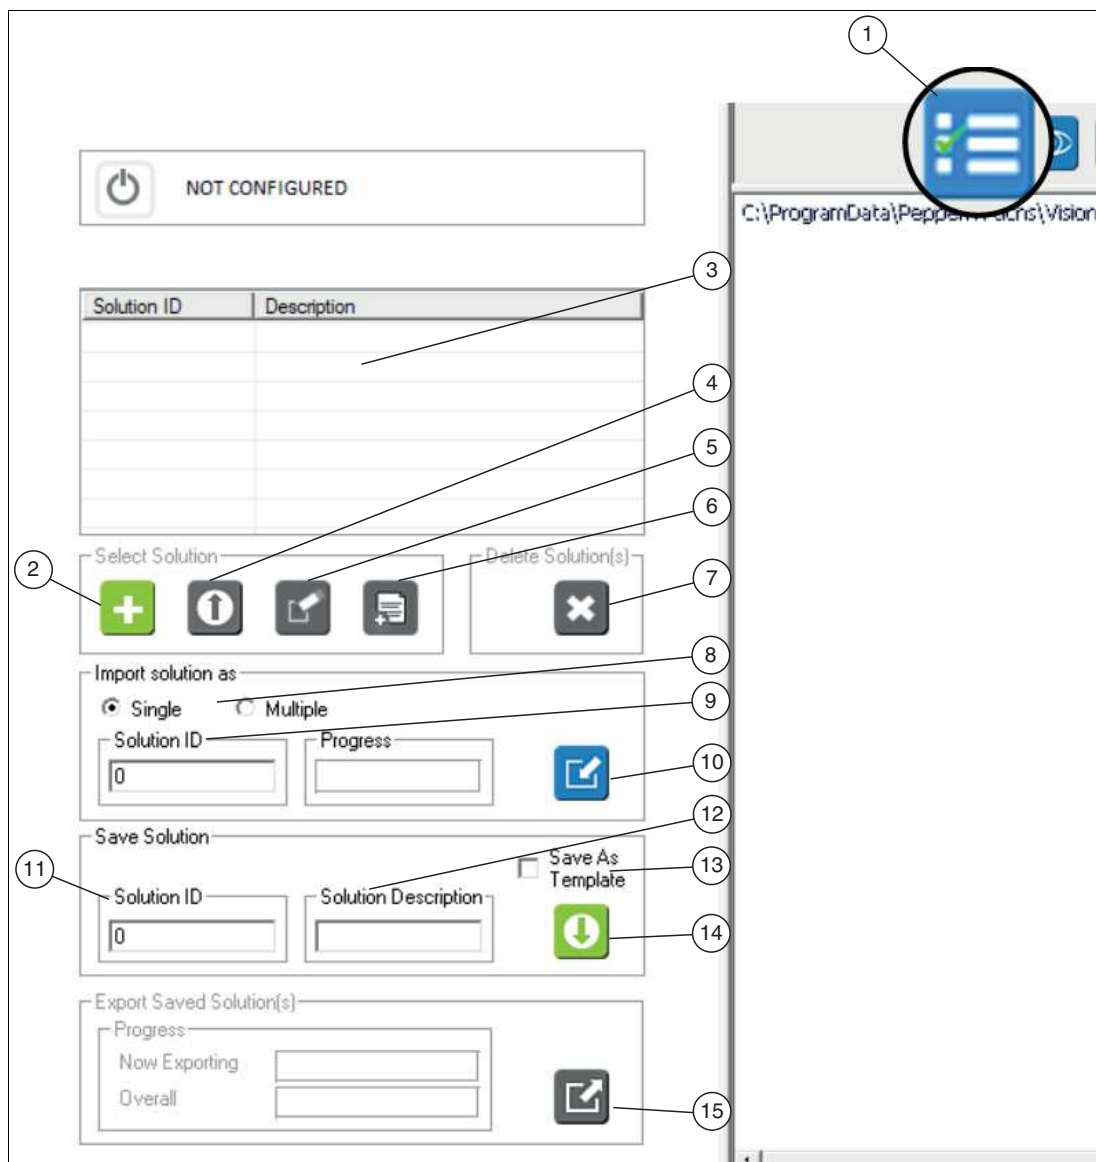 1
NOT CONFIGURED
C:\ProgramData\Pepper
\Vision
3
Solution ID Description
4
5
6
Select Solution
Delete Solution(s)
2
7
Import solution as
8
Single Multiple
9
Solution ID Progress
0
10
12
Save Solution
11
Save As
Template
13
Solution ID Solution Description
0
14
Export Saved Solution(s)
Progress
Now Exporting
Overall
15